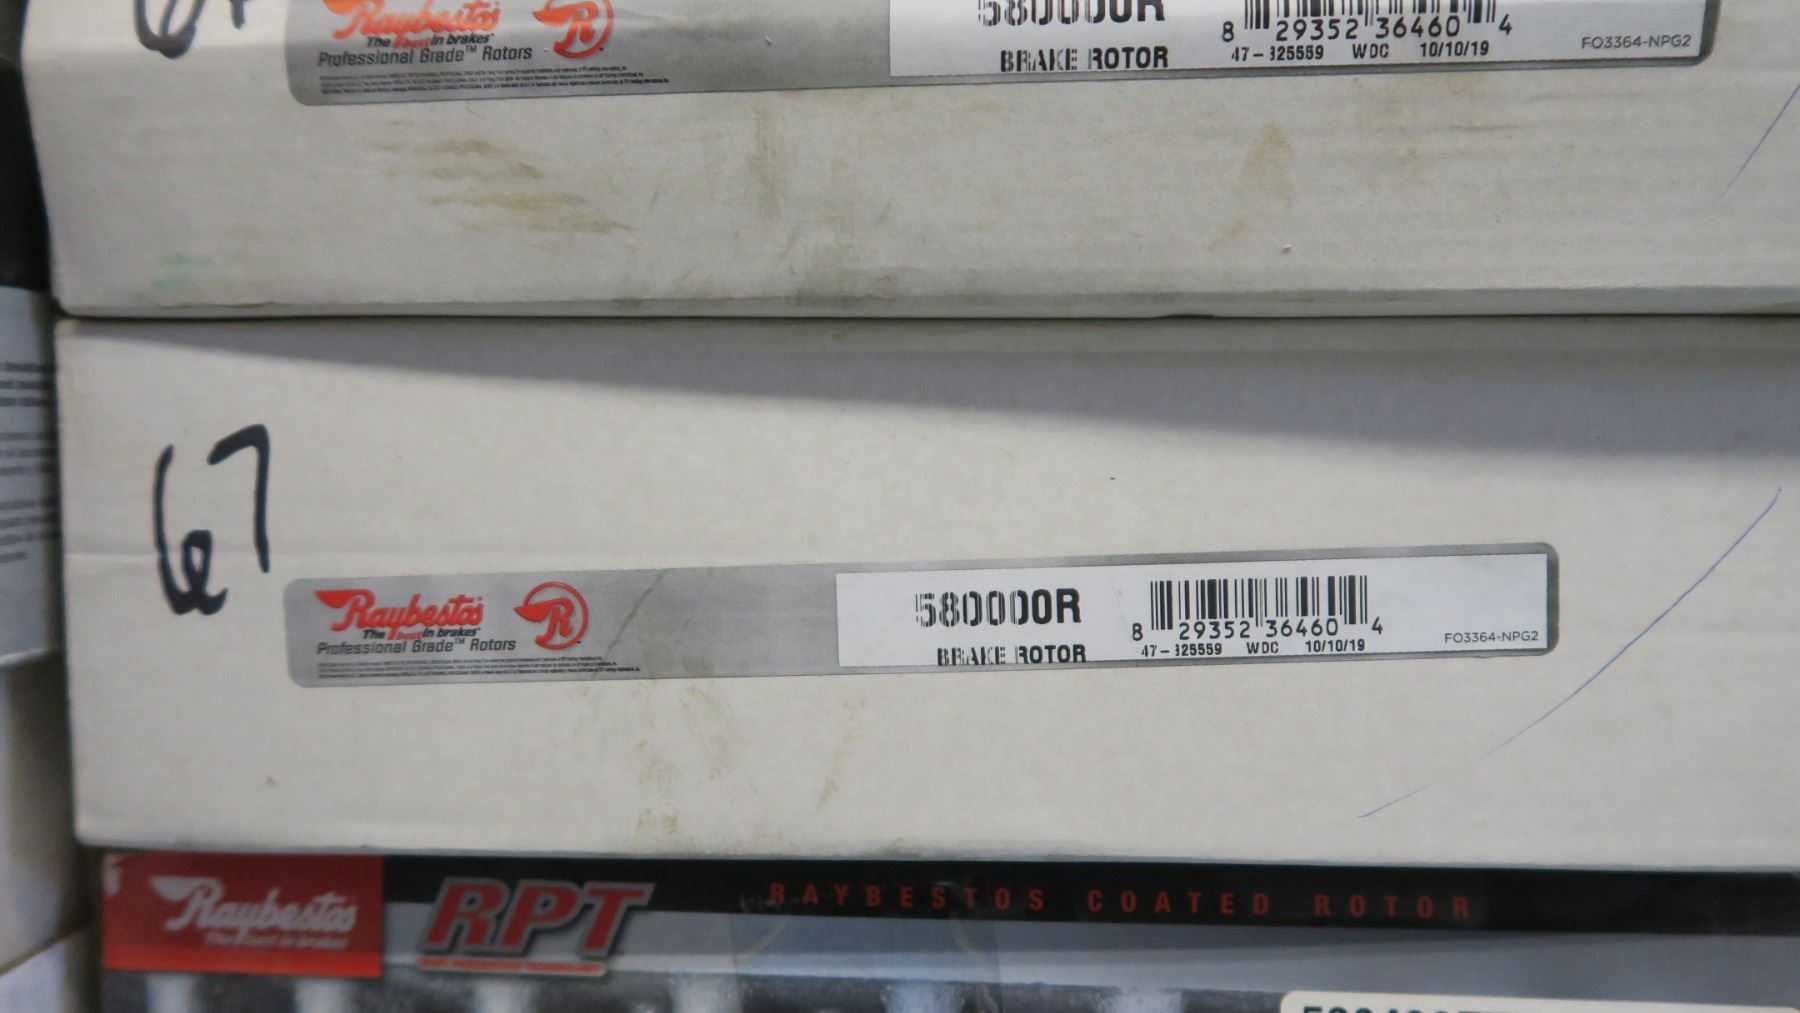 Raybestos
The best in brakes
Professional Grade™ Rotors
R
580000R
BRAKE ROTOR
8 29352 36460 4
47-325559 WDC 10/10/19
FO3364-NPG2
67
Raybestos
The best in brakes
Professional Grade™ Rotors
R
580000R
BRAKE ROTOR
8 29352 36460 4
47-325559 WDC 10/10/19
FO3364-NPG2
Raybestos
The best in brakes
RPT
RAYBESTOS COATED ROTOR